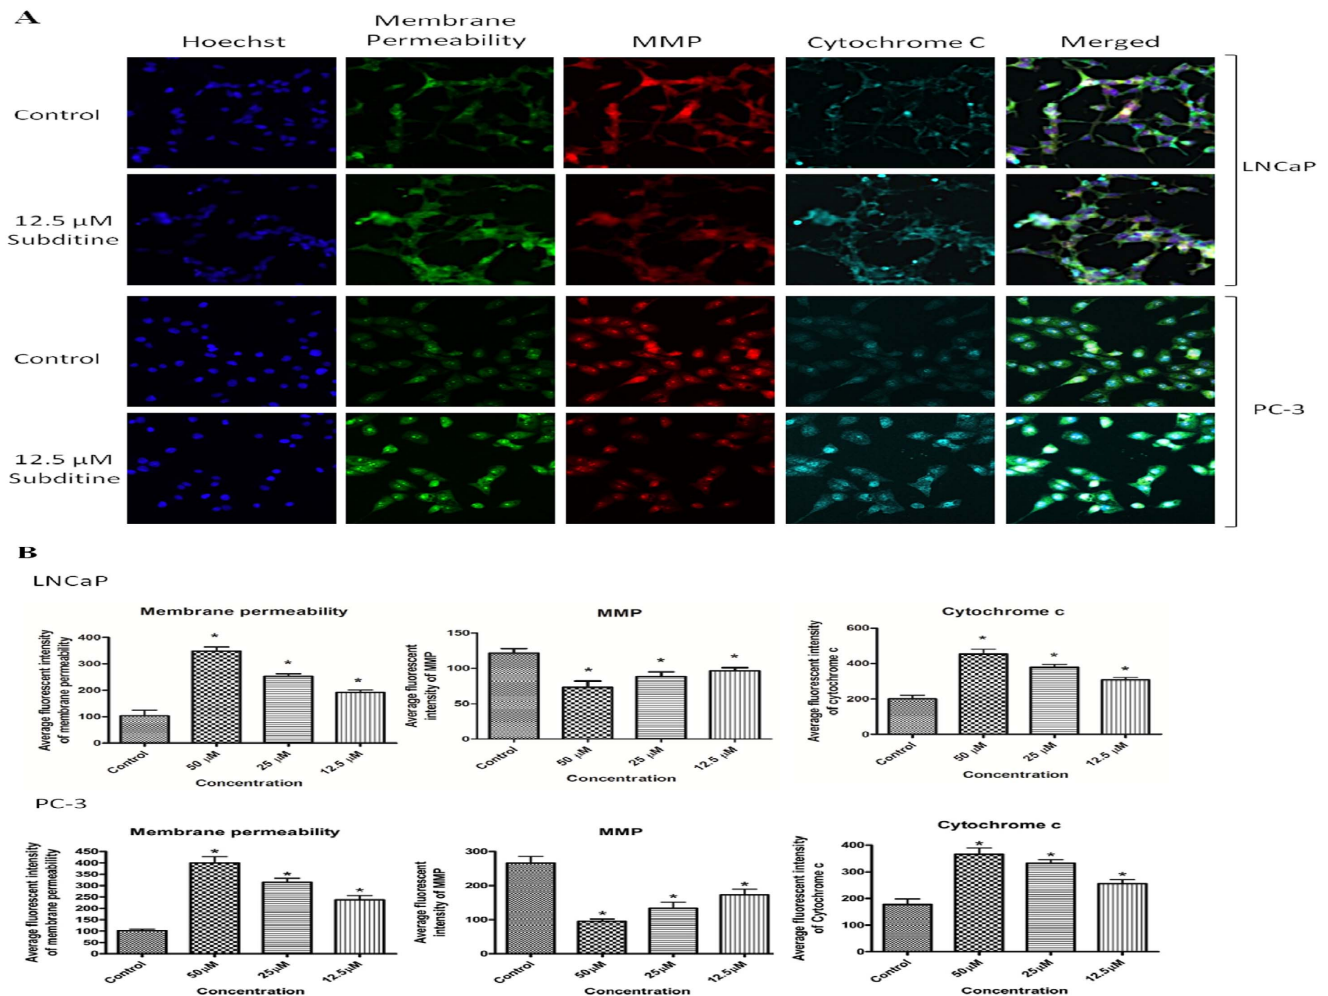 A
Hoechst
Membrane
Permeability
MMP
Cytochrome C
Merged
Control
12.5 μM
Subditine
LNCaP
Control
12.5 μM
Subditine
PC-3
B
LNCaP
Membrane permeability
Average fluorescent intensity
of membrane permeability
400
300
200
100
0
*
*
*
Control
50 μM
25 μM
12.5 μM
Concentration
MMP
Average fluorescent
intensity of MMP
150
100
50
0
*
*
*
Control
50 μM
25 μM
12.5 μM
Concentration
Cytochrome c
Average fluorescent intensity
of cytochrome c
600
400
200
0
*
*
*
Control
50 μM
25 μM
12.5 μM
Concentration
PC-3
Membrane permeability
Average fluorescent intensity
of membrane permeability
450
400
350
300
250
200
150
100
50
0
*
*
*
Control
50μM
25μM
12.5μM
Concentration
MMP
Average fluorescent
intensity of MMP
300
200
100
0
*
*
*
Control
50μM
25μM
12.5μM
Concentration
Cytochrome c
Average fluorescent intensity
of Cytochrome c
400
300
200
100
0
*
*
*
Control
50μM
25μM
12.5μM
Concentration